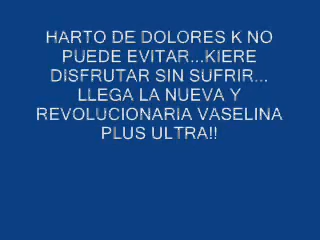 HARTO DE DOLORES K NO
PUEDE EVITAR...KIERE
DISFRUTAR SIN SUFRIR...
LLEGA LA NUEVA Y
REVOLUCIONARIA VASELINA
PLUS ULTRA!!